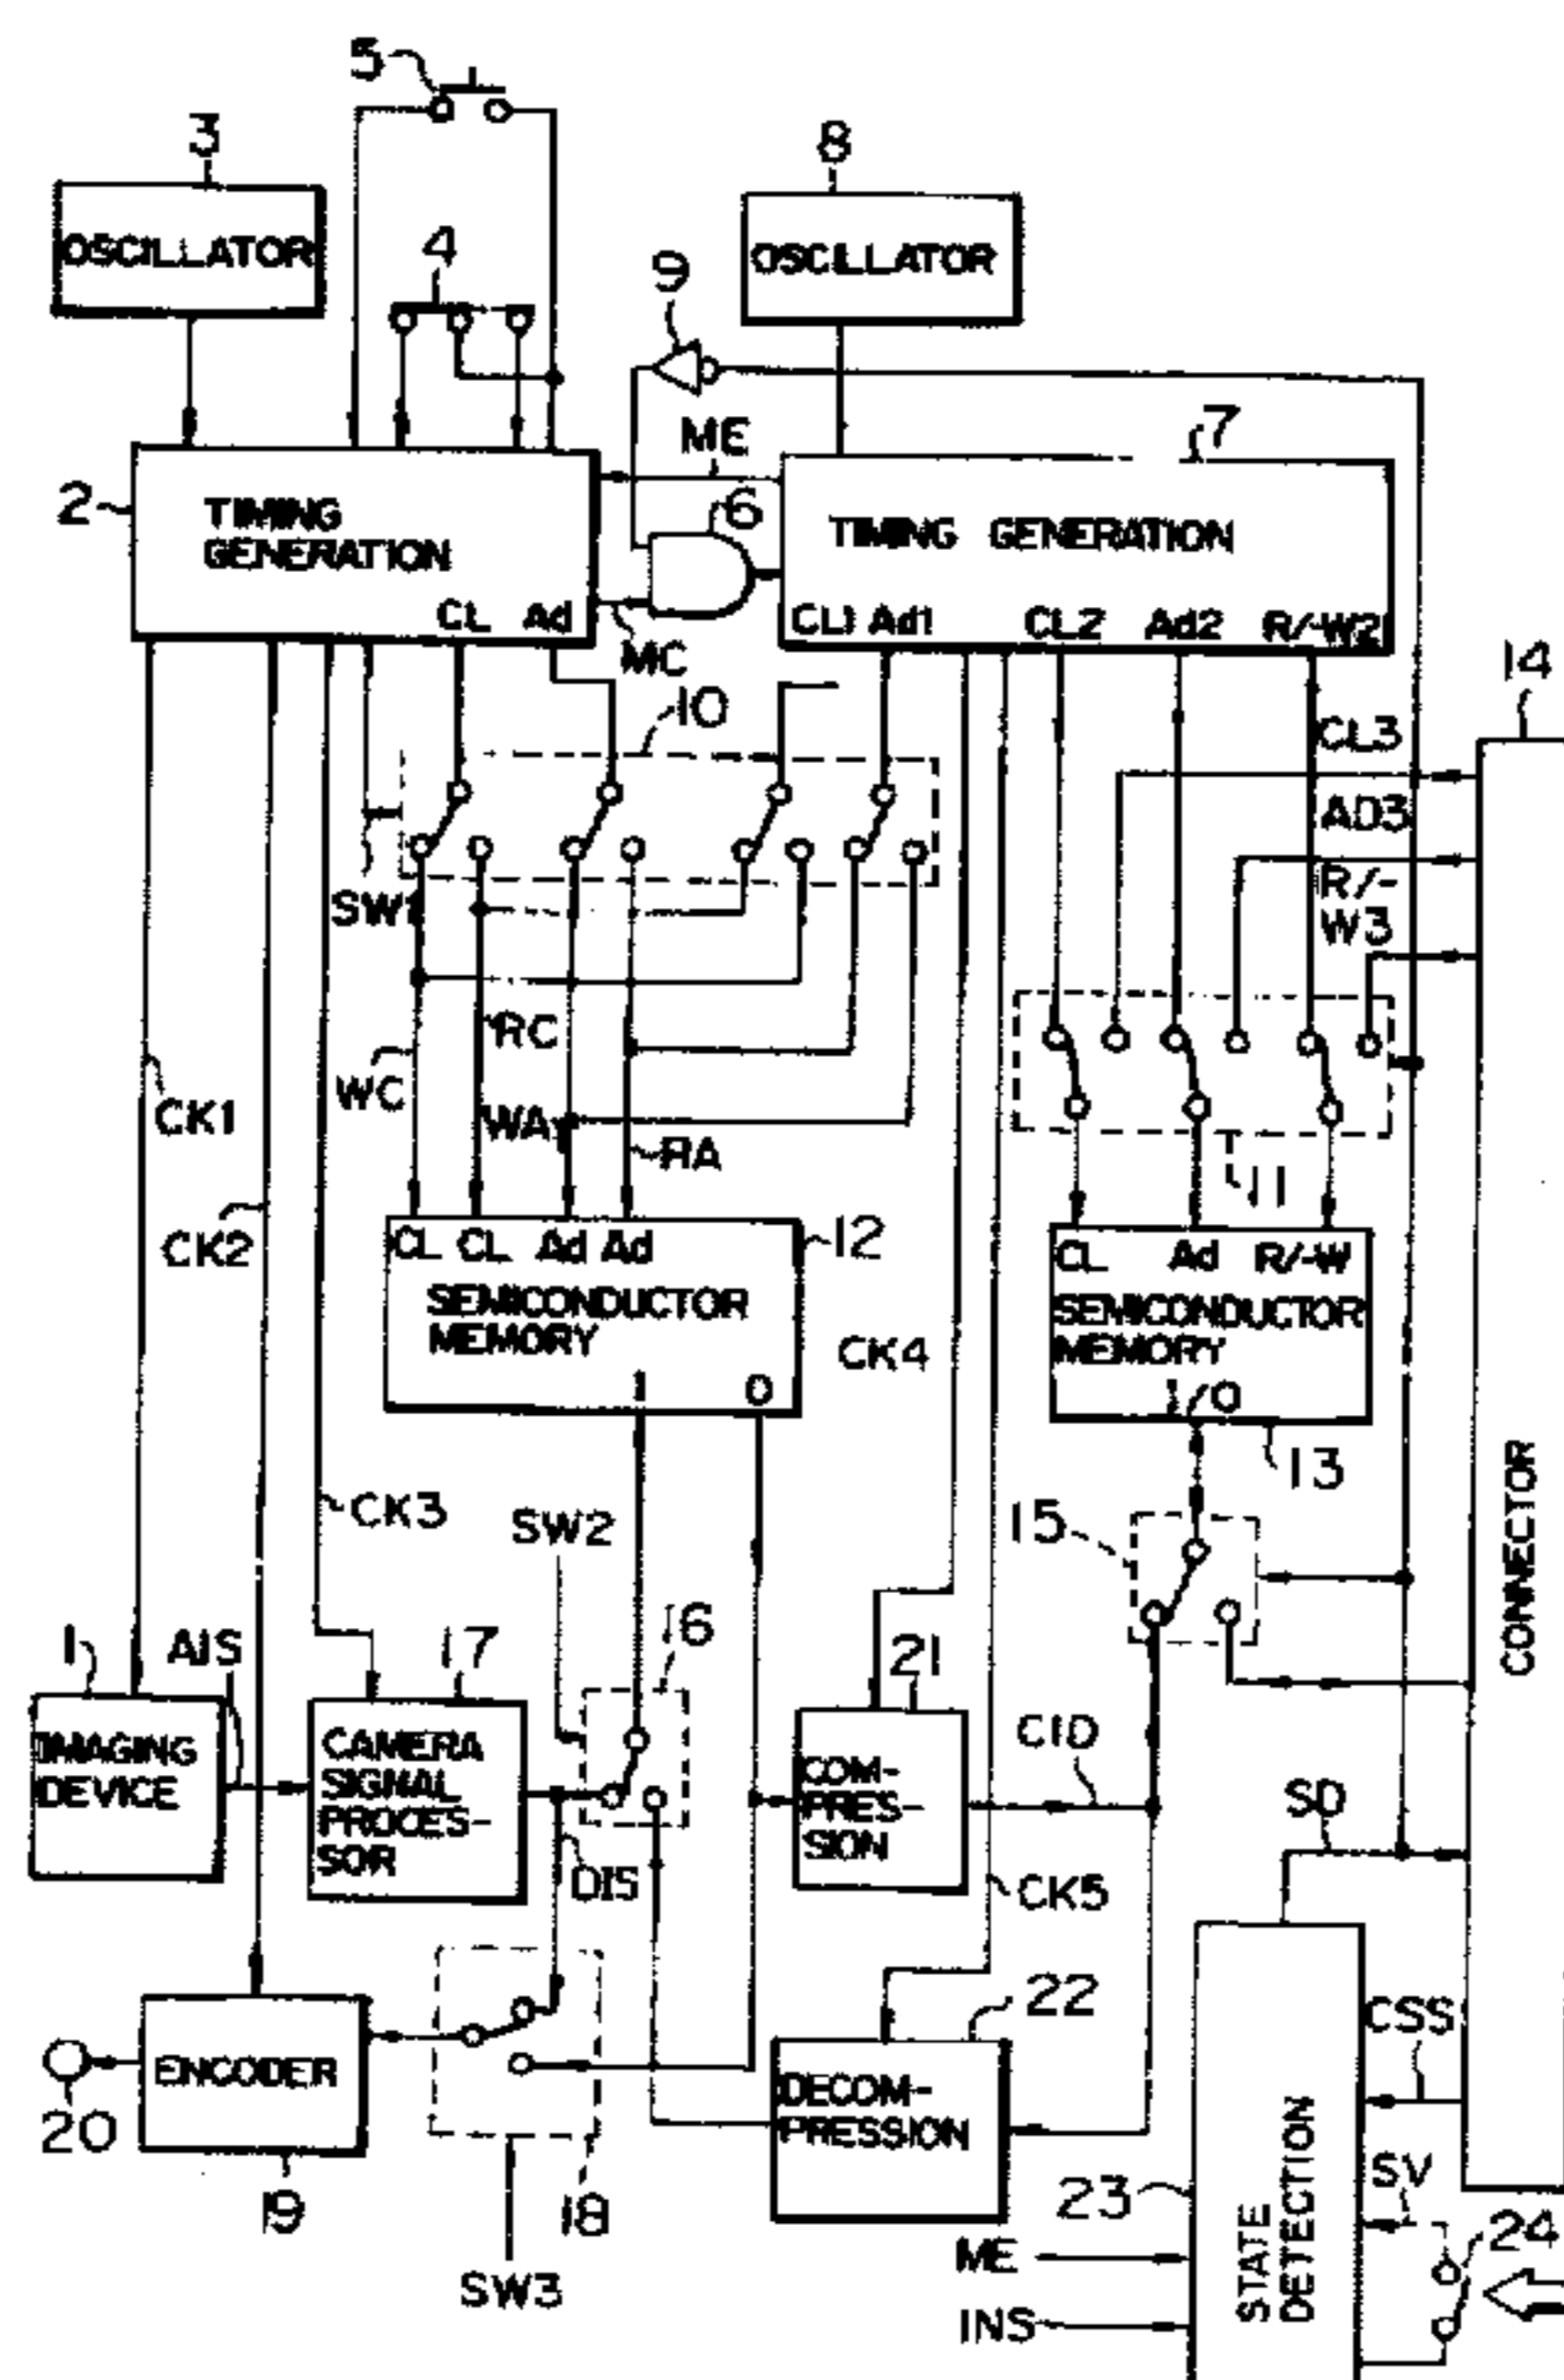 5
3
8
OSCILLATOR
4
9
OSCILLATOR
ME
7
2
TIMING
GENERATION
6
TIMING GENERATION
CL Ad
CL1 Ad1 CL2 Ad2 R/-W2
MC
14
10
CL3
AD3
R/-
W3
SW1
RC
WC
CK1
WA
RA
11
CK2
CL CL Ad Ad
12
CL Ad R/-W
SEMICONDUCTOR
MEMORY
SEMICONDUCTOR
MEMORY
CK4
I O
I/O
13
CONNECTOR
CK3
SW2
15
1
AIS
17
16
21
IMAGING
DEVICE
CAMERA
SIGNAL
PROCES-
SOR
COM-
PRES-
SION
CID
SD
DIS
CK5
22
CSS
ENCODER
DECOM-
PRESSION
20
19
18
23
SV
24
STATE
DETECTION
ME
SW3
INS